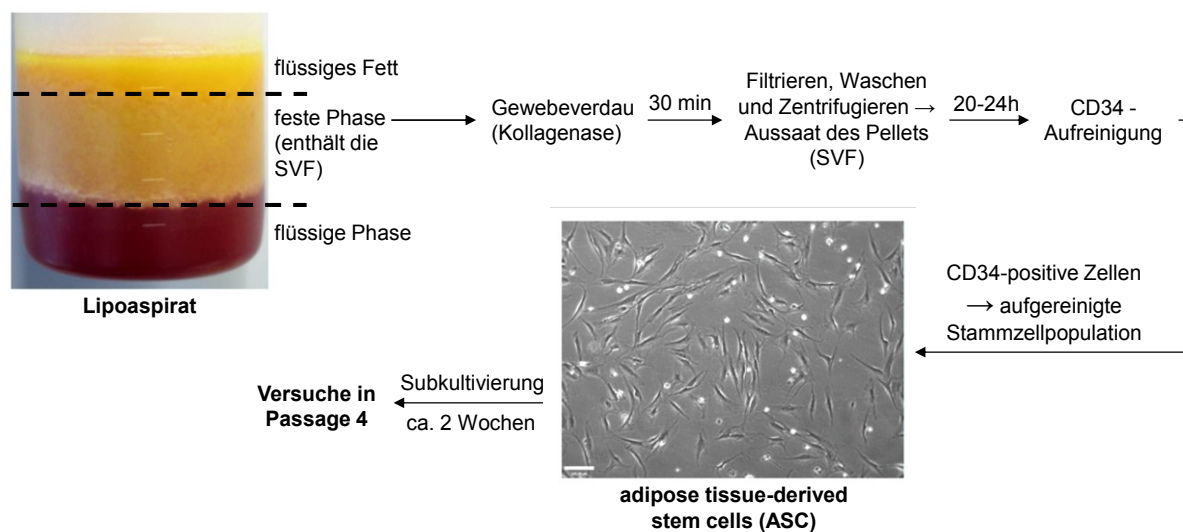 flüssiges Fett
feste Phase
(enthält die
SVF)
flüssige Phase
Lipoaspirat
Gewebeverdau
(Kollagenase)
30 min
Filtrieren, Waschen
und Zentrifugieren →
Aussaat des Pellets
(SVF)
20-24h
CD34 -
Aufreinigung
CD34-positive Zellen
→ aufgereinigte
Stammzellpopulation
adipose tissue-derived
stem cells (ASC)
Subkultivierung
ca. 2 Wochen
Versuche in
Passage 4